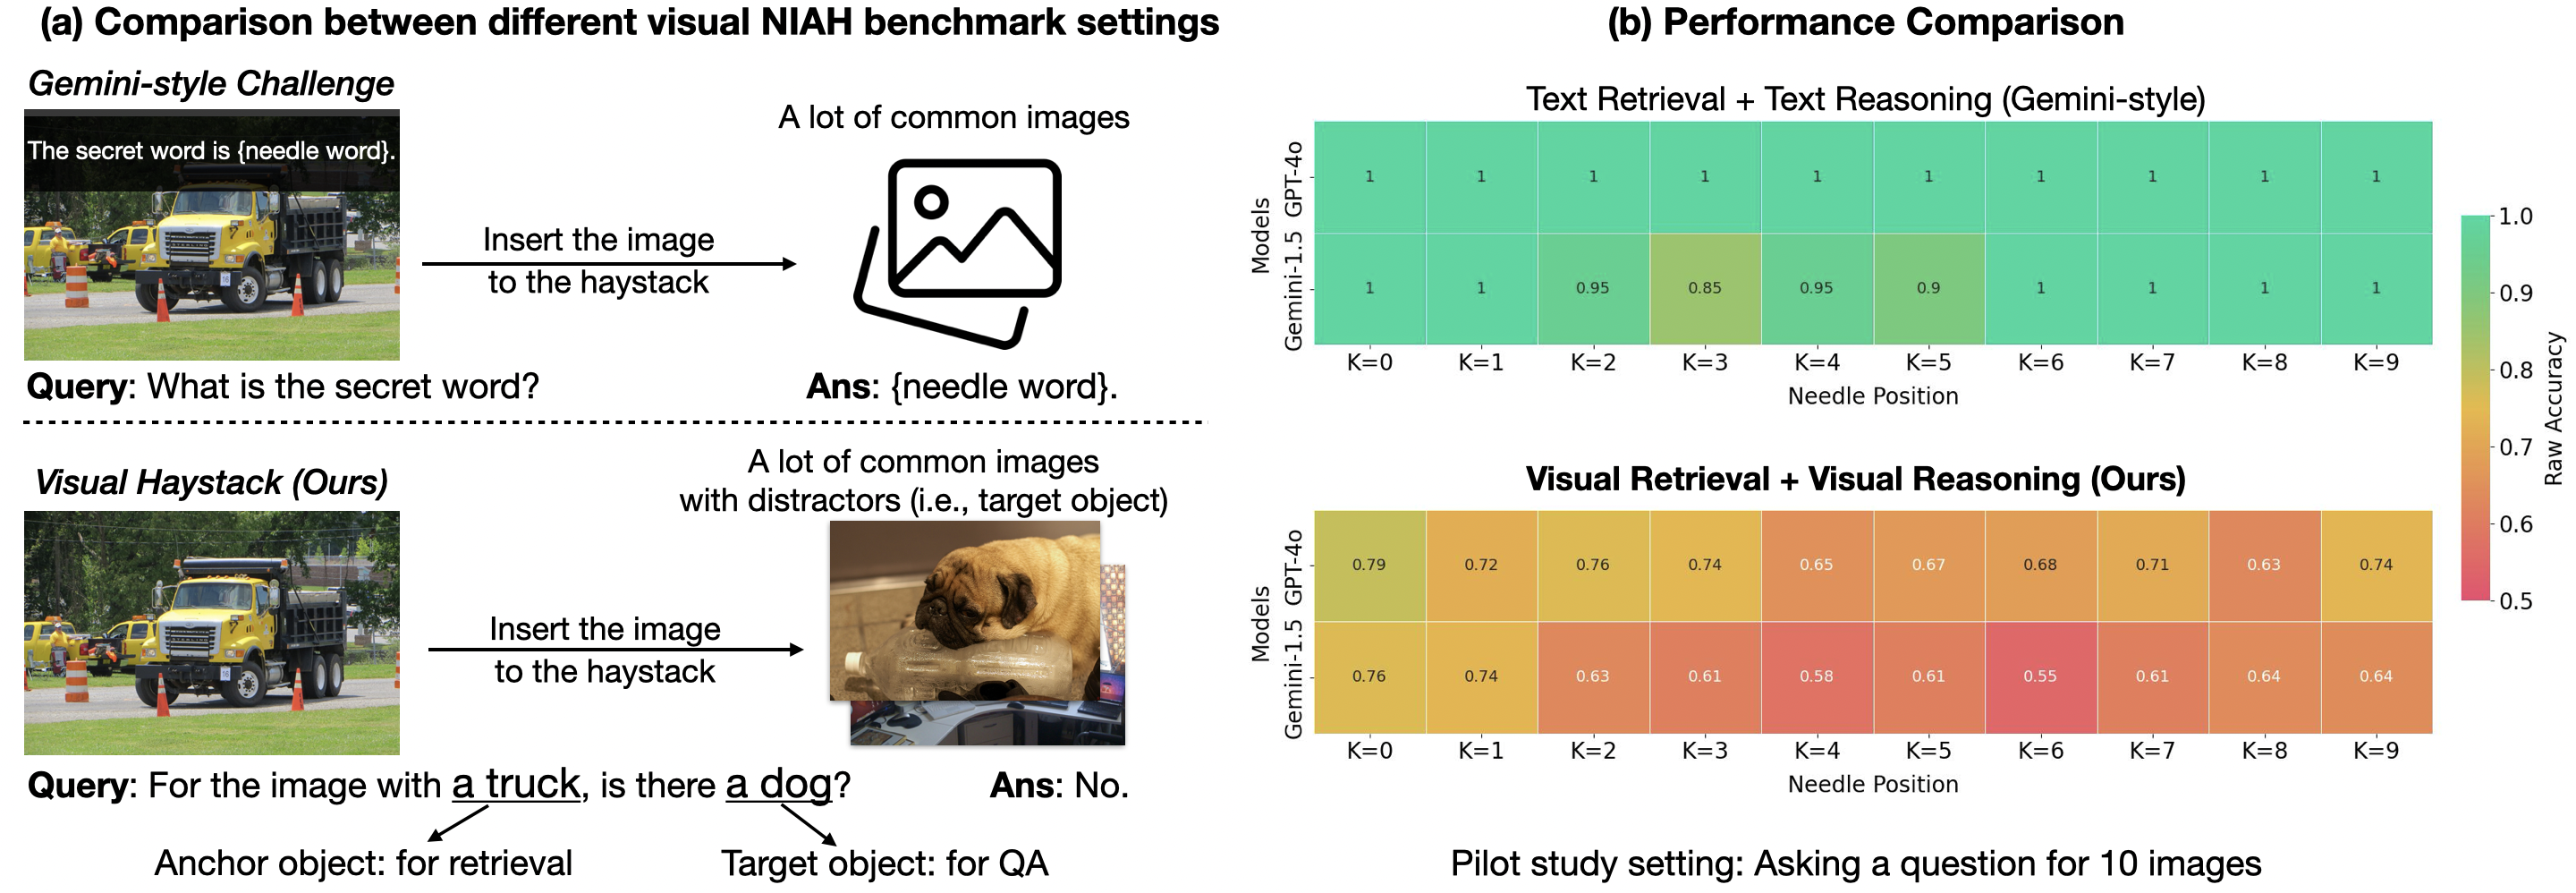 (a) Comparison between different visual NIAH benchmark settings
Gemini-style Challenge
The secret word is {needle word}.
Insert the image
to the haystack
A lot of common images
Query: What is the secret word?
Ans: {needle word}.
Visual Haystack (Ours)
Insert the image
to the haystack
A lot of common images
with distractors (i.e., target object)
Query: For the image with a truck, is there a dog?
Ans: No.
Anchor object: for retrieval
Target object: for QA
(b) Performance Comparison
Text Retrieval + Text Reasoning (Gemini-style)
Models
GPT-4o
1 1 1 1 1 1 1 1 1 1
Gemini-1.5
1 1 0.95 0.85 0.95 0.9 1 1 1 1
K=0 K=1 K=2 K=3 K=4 K=5 K=6 K=7 K=8 K=9
Needle Position
Visual Retrieval + Visual Reasoning (Ours)
Models
GPT-4o
0.79 0.72 0.76 0.74 0.65 0.67 0.68 0.71 0.63 0.74
Gemini-1.5
0.76 0.74 0.63 0.61 0.58 0.61 0.55 0.61 0.64 0.64
K=0 K=1 K=2 K=3 K=4 K=5 K=6 K=7 K=8 K=9
Needle Position
1.0
0.9
0.8
0.7
0.6
0.5
Raw Accuracy
Pilot study setting: Asking a question for 10 images